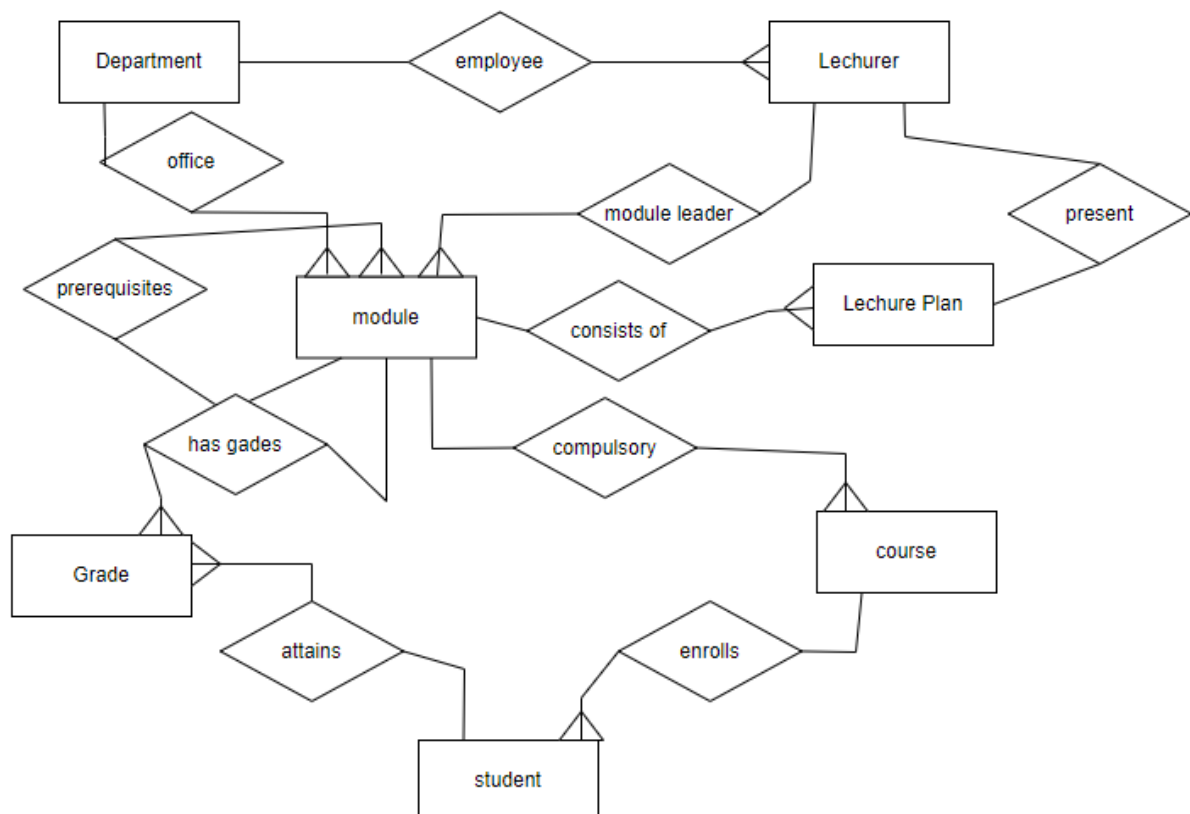 Department
employee
Lechurer
office
module leader
present
prerequisites
module
consists of
Lechure Plan
has gades
compulsory
course
Grade
attains
enrolls
student